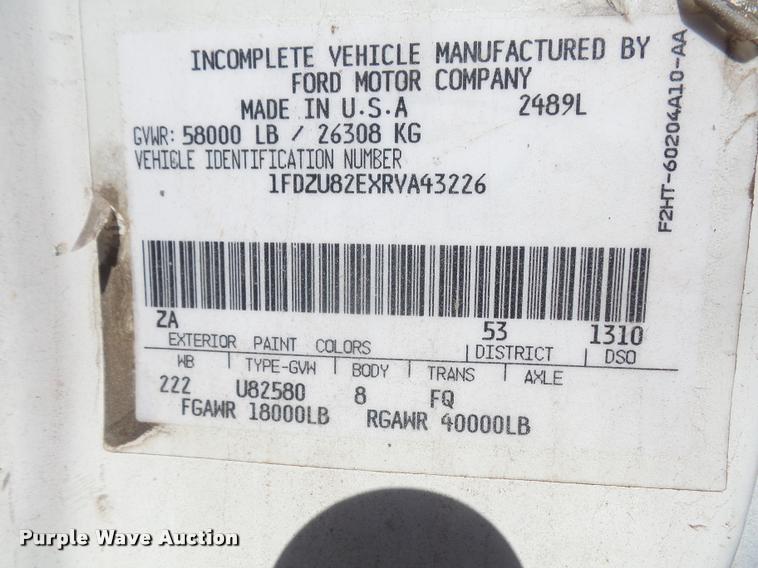 INCOMPLETE VEHICLE MANUFACTURED BY
FORD MOTOR COMPANY
MADE IN U.S.A 2489L
GVWR: 58000 LB / 26308 KG
VEHICLE IDENTIFICATION NUMBER
1FDZU82EXRVA43226
F2HT-60204A10-AA
ZA 53 1310
EXTERIOR PAINT COLORS DISTRICT DSO
WB TYPE-GVW BODY TRANS AXLE
222 U82580 8 FQ
FGAWR 18000LB RGAWR 40000LB
Purple Wave Auction